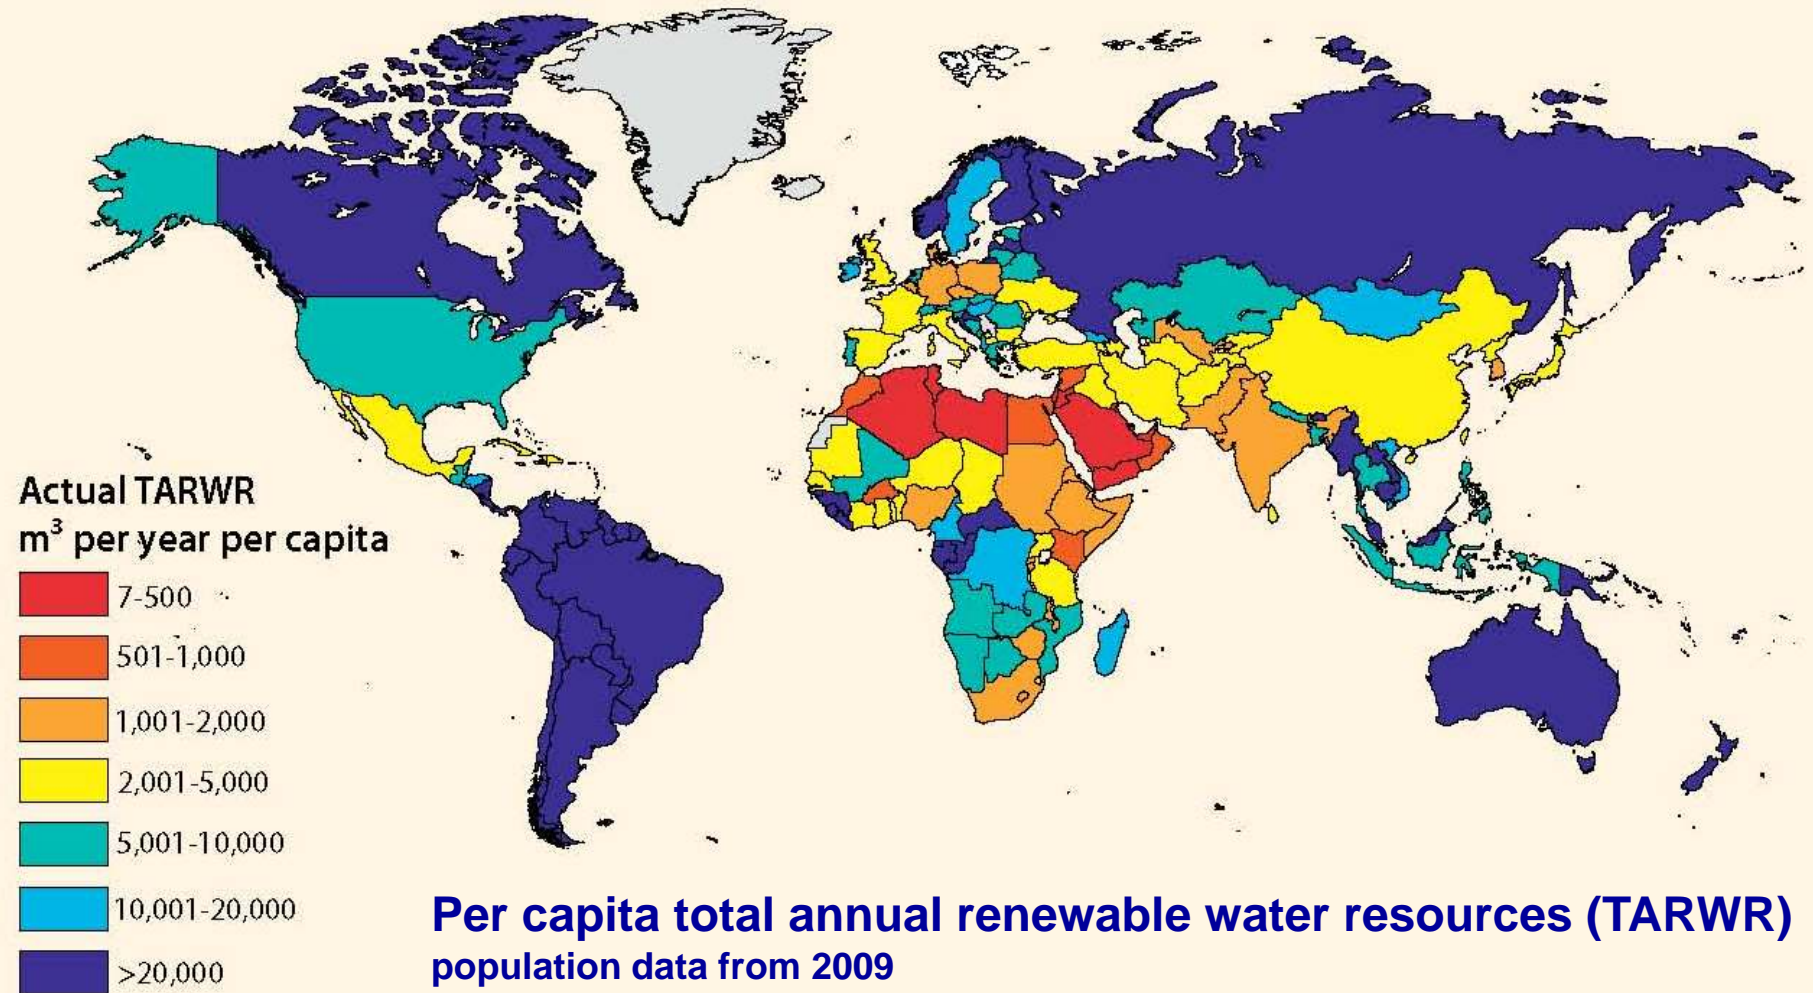 Actual TARWR
m³ per year per capita
7-500
501-1,000
1,001-2,000
2,001-5,000
5,001-10,000
10,001-20,000
>20,000
Per capita total annual renewable water resources (TARWR)
population data from 2009